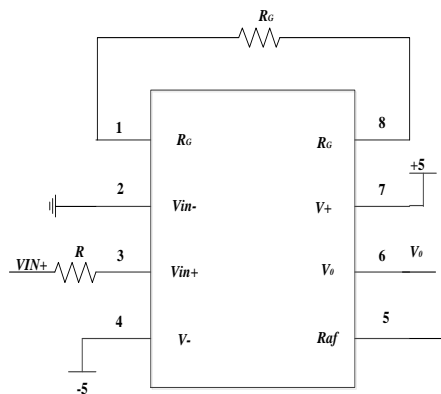 RG
1 8
RG RG
+5
2 7
Vin- V+
VIN+ R 3 6 V0
Vin+ V0
4 5
V- Raf
-5